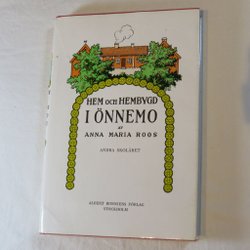 HEM OCH HEMBYGD
I ÖNNEMO
AV
ANNA MARIA ROOS
ANDRA SKOLÅRET
ALBERT BONNIERS FÖRLAG
STOCKHOLM